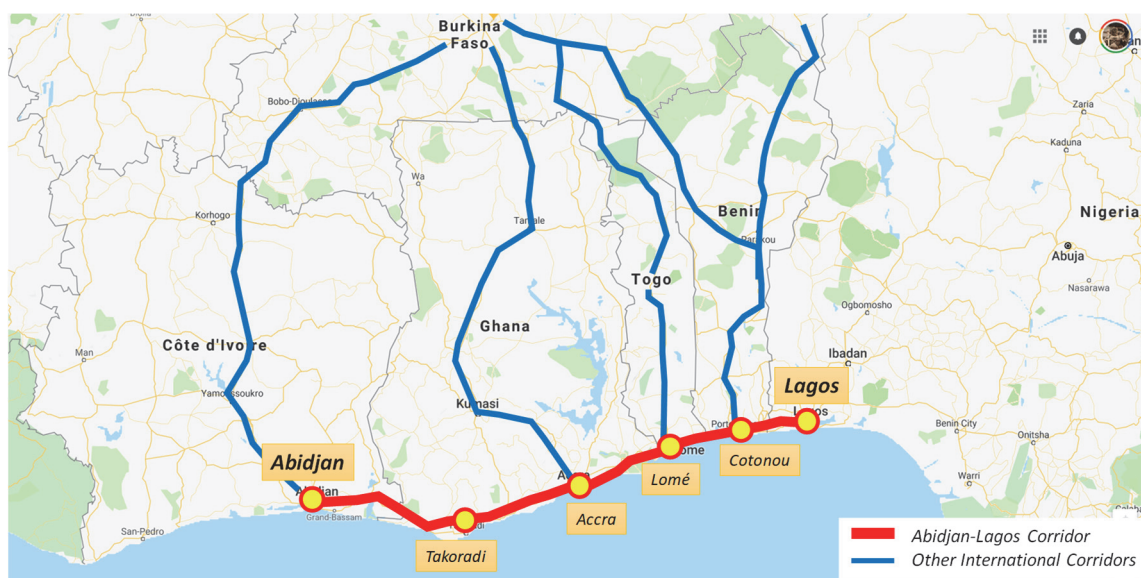 Burkina
Faso
Bobo-Dioulasso
Zaria
Kaduna
Wa
Korhogo
Tamale
Benin
Parakou
Nigeria
Abuja
Nasarawa
Togo
Ogbomosho
Ghana
Côte d'Ivoire
Man
Ibadan
Yamoussoukro
Lagos
Lagos
Kumasi
Benin City
Onitsha
Abidjan
Cotonou
Lomé
Warri
Abidjan
Grand-Bassam
Accra
San-Pedro
Takoradi
Abidjan-Lagos Corridor
Other International Corridors